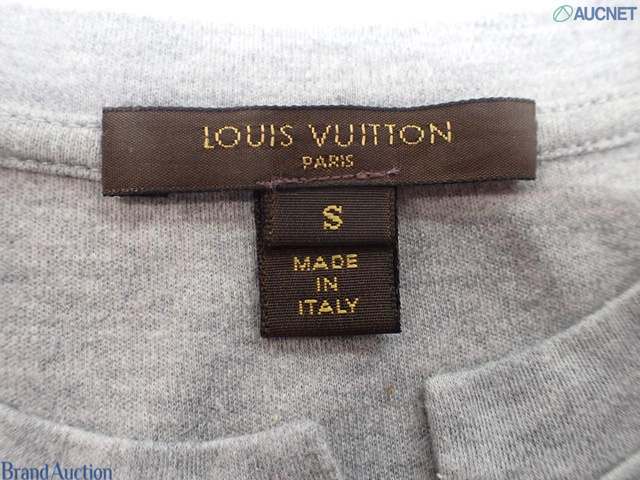 AUCNET
LOUIS VUITTON
PARIS
S
MADE
IN
ITALY
Brand Auction